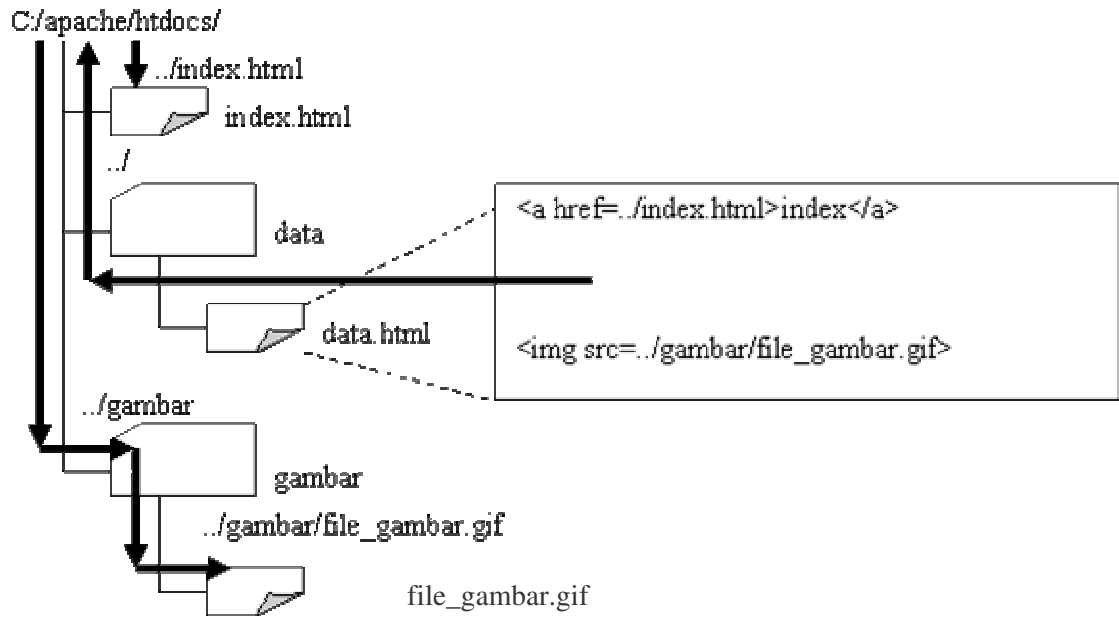 C:/apache/htdocs/
../index.html
index.html
../
<a href=../index.html>index</a>
data
data.html
<img src=../gambar/file_gambar.gif>
../gambar
gambar
../gambar/file_gambar.gif
file_gambar.gif